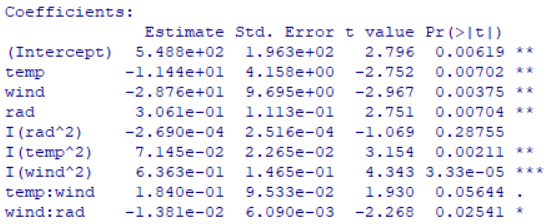 Coefficients:
Estimate Std. Error t value Pr(>|t|)
(Intercept) 5.488e+02 1.963e+02 2.796 0.00619 **
temp -1.144e+01 4.158e+00 -2.752 0.00702 **
wind -2.876e+01 9.695e+00 -2.967 0.00375 **
rad 3.061e-01 1.113e-01 2.751 0.00704 **
I(rad^2) -2.690e-04 2.516e-04 -1.069 0.28755
I(temp^2) 7.145e-02 2.265e-02 3.154 0.00211 **
I(wind^2) 6.363e-01 1.465e-01 4.343 3.33e-05 ***
temp:wind 1.840e-01 9.533e-02 1.930 0.05644 .
wind:rad -1.381e-02 6.090e-03 -2.268 0.02541 *